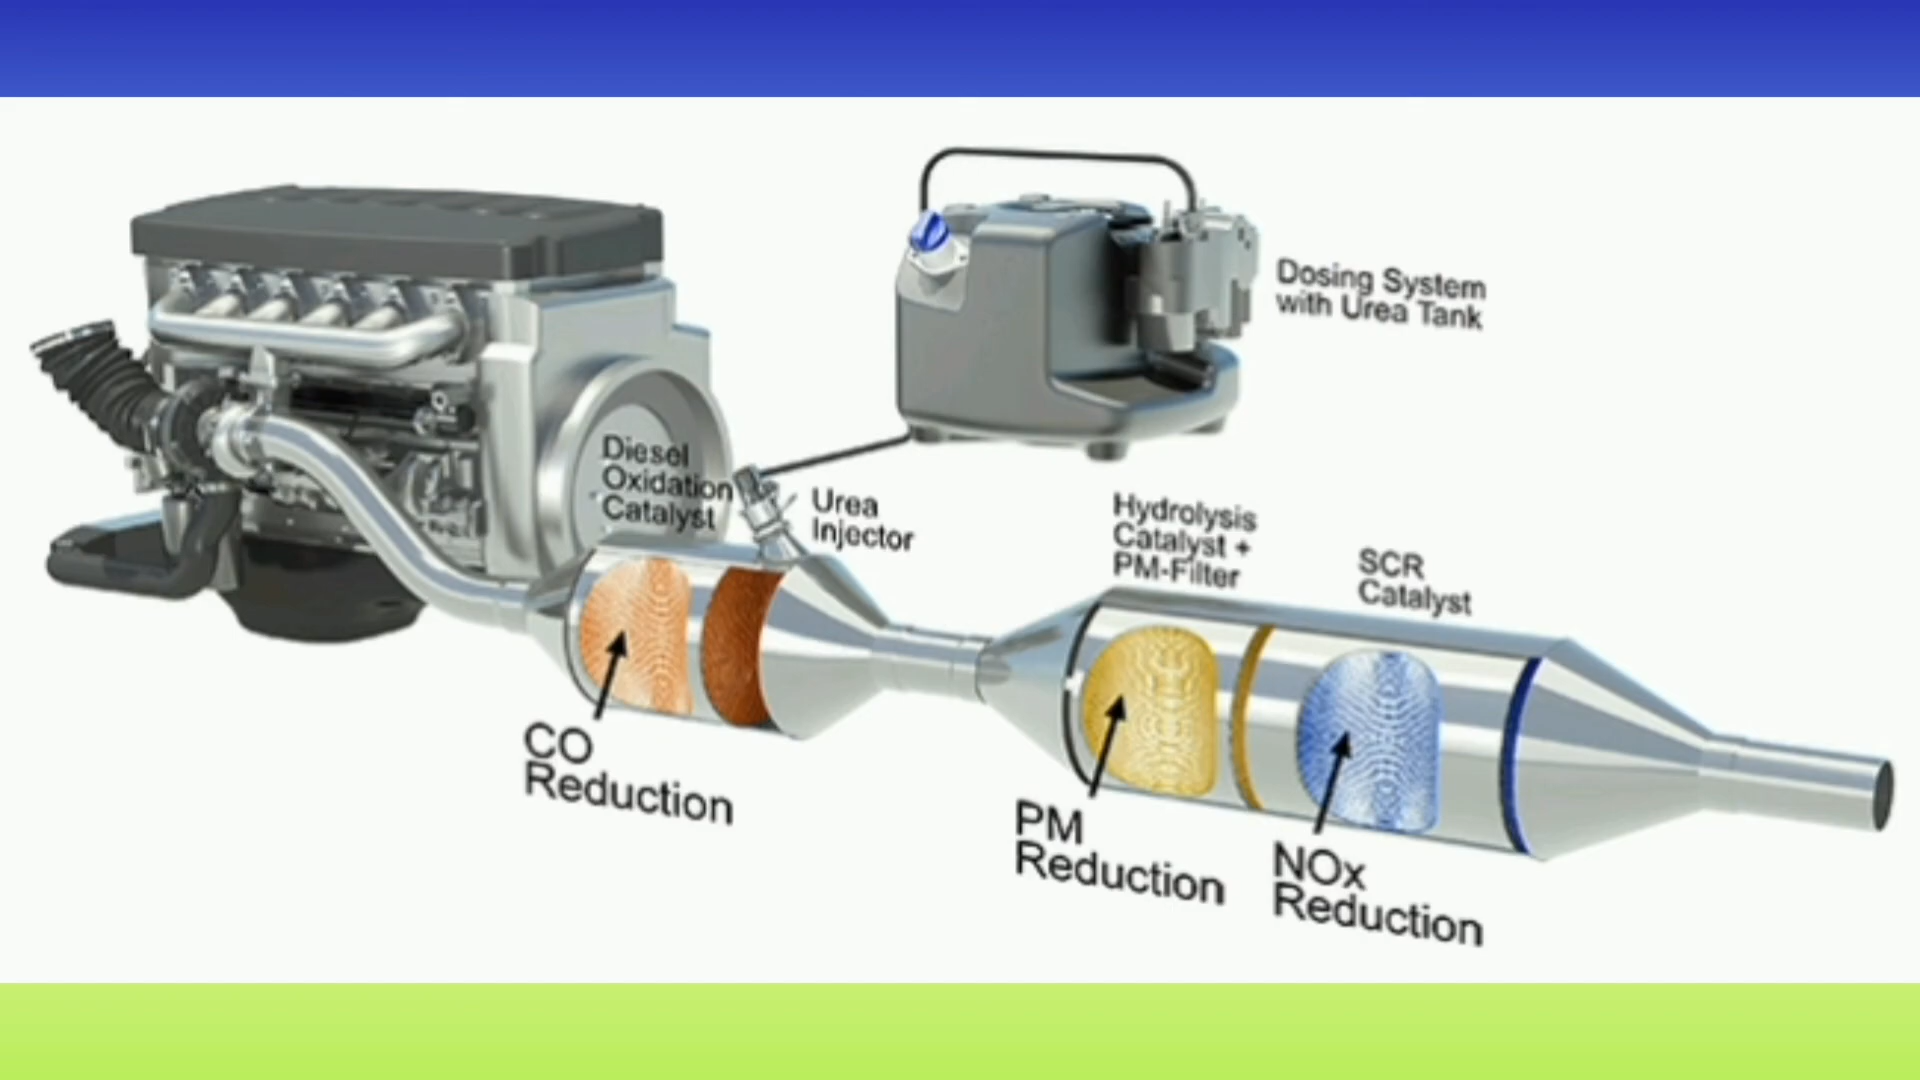 Dosing System
with Urea Tank
Diesel
Oxidation
Catalyst
Urea
Injector
Hydrolysis
Catalyst +
PM-Filter
SCR
Catalyst
CO
Reduction
PM
Reduction
NOx
Reduction